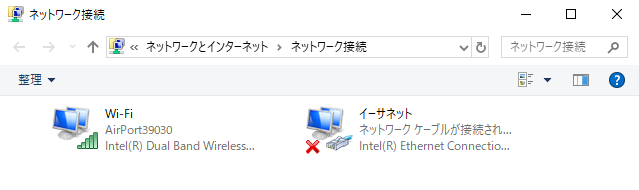 ネットワーク接続
« ネットワークとインターネット › ネットワーク接続
ネットワーク接続
整理
Wi-Fi
AirPort39030
Intel(R) Dual Band Wireless...
イーサネット
ネットワーク ケーブルが接続され...
Intel(R) Ethernet Connectio...